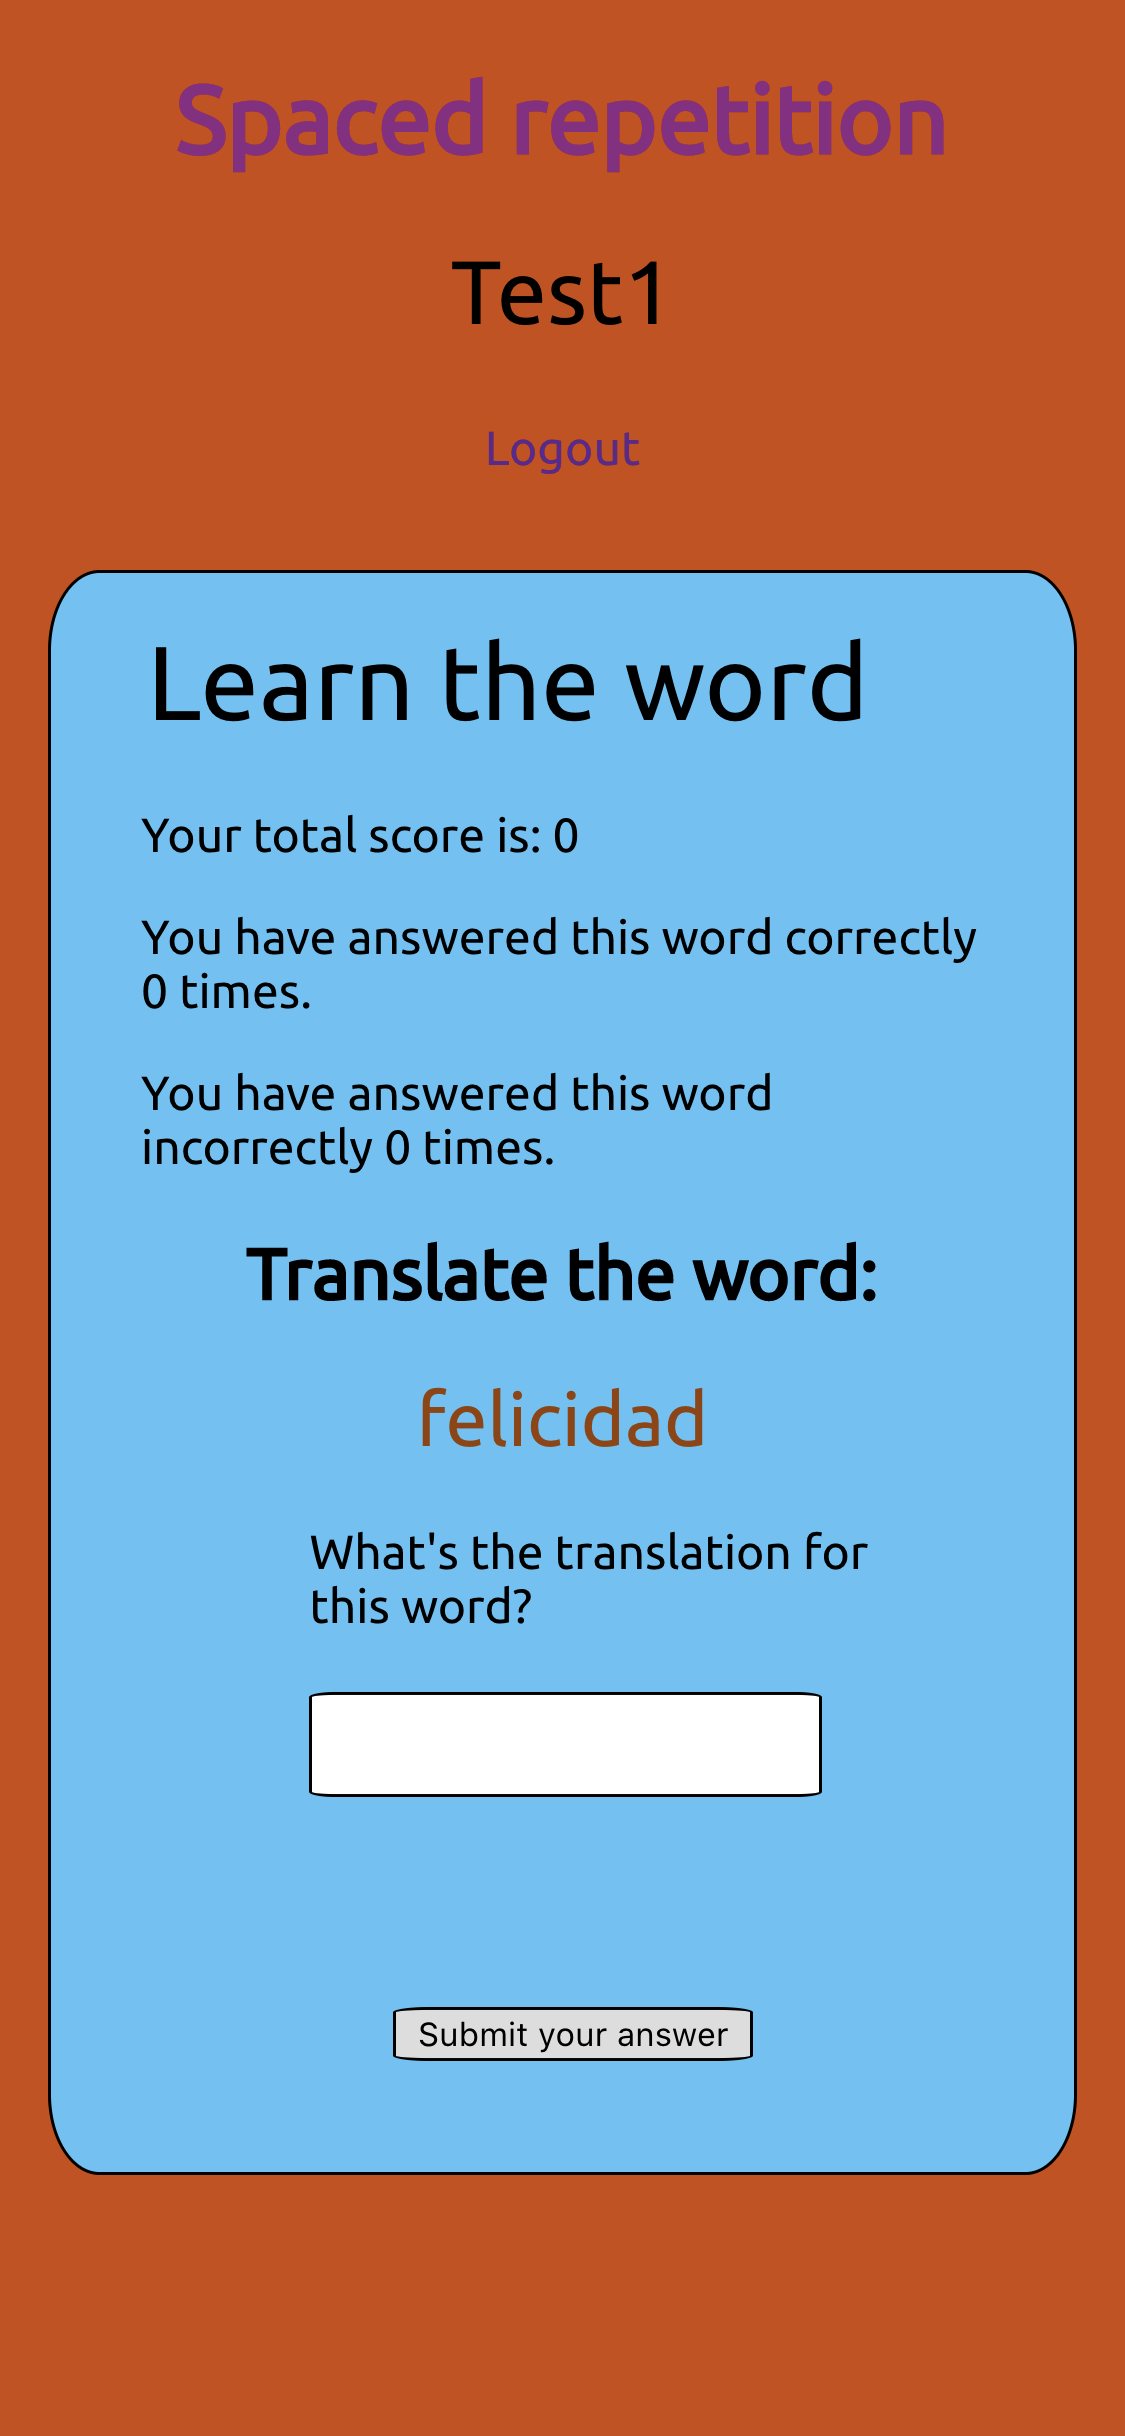 Spaced repetition
Test1
Logout
Learn the word
Your total score is: 0
You have answered this word correctly
0 times.
You have answered this word
incorrectly 0 times.
Translate the word:
felicidad
What's the translation for
this word?
Submit your answer